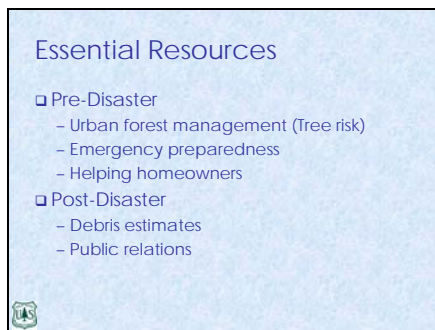 Essential Resources
❑ Pre-Disaster
– Urban forest management (Tree risk)
– Emergency preparedness
– Helping homeowners
❑ Post-Disaster
– Debris estimates
– Public relations
U S